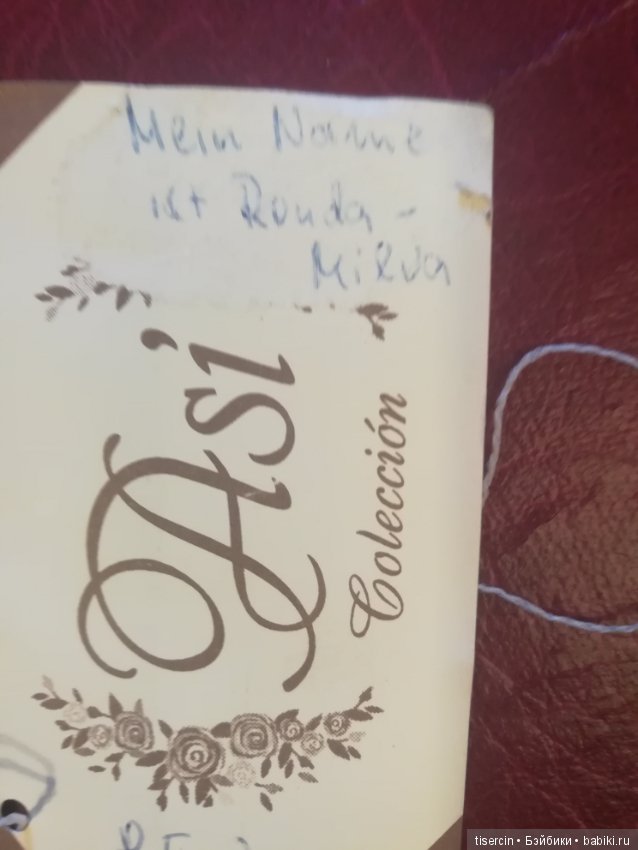 Mein Name
ist Ronda-
Milva
Así
Colección
tisercin • Бэйбики • babiki.ru